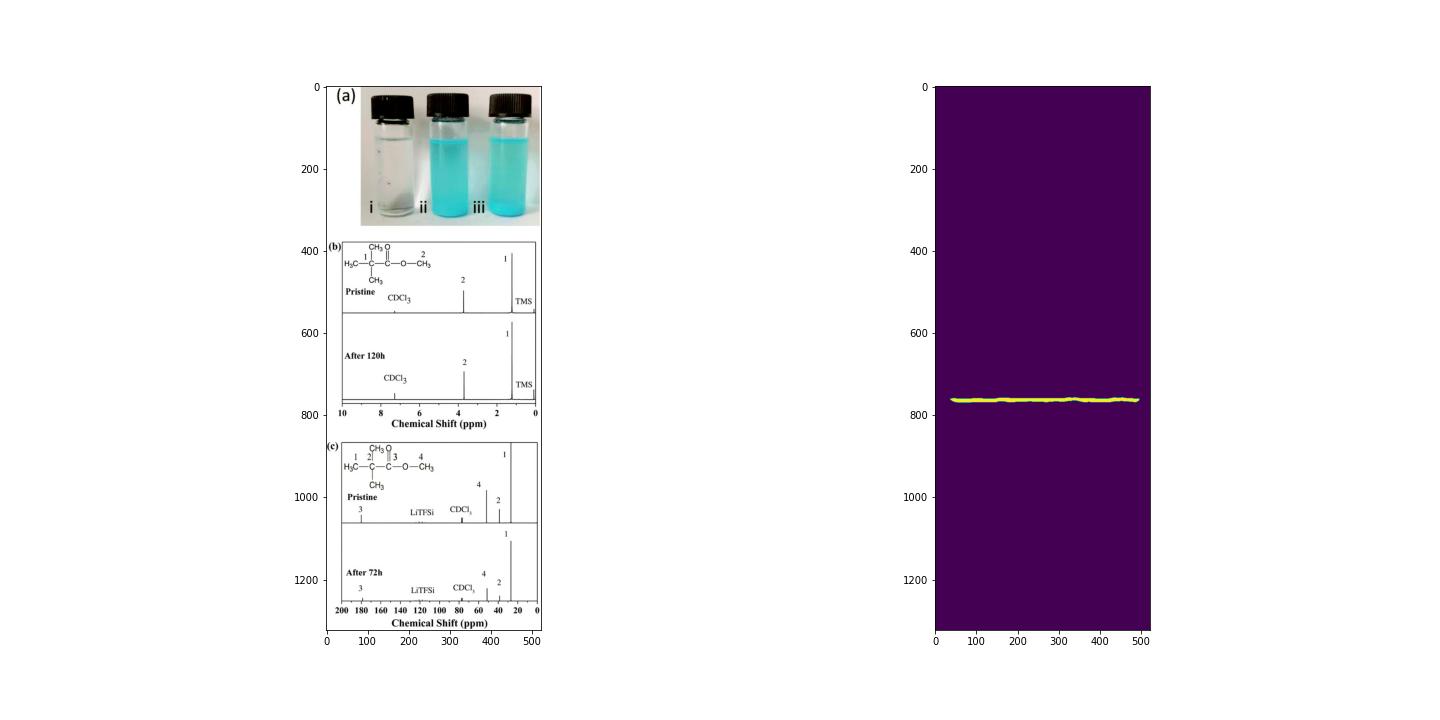 0
200
400
600
800
1000
1200
0 100 200 300 400 500
(a)
i ii iii
(b)
CH₃ O
1 2
H₃C—C—C—O—CH₃
CH₃
Pristine
CDCl₃
2
1
TMS
After 120h
CDCl₃
2
1
TMS
10 8 6 4 2 0
Chemical Shift (ppm)
(c)
CH₃ O
1 2 3 4
H₃C—C—C—O—CH₃
CH₃
Pristine
3
LiTFSi
CDCl₃
4
2
1
After 72h
3
LiTFSi
CDCl₃
4
2
1
200 180 160 140 120 100 80 60 40 20 0
Chemical Shift (ppm)
0
200
400
600
800
1000
1200
0 100 200 300 400 500